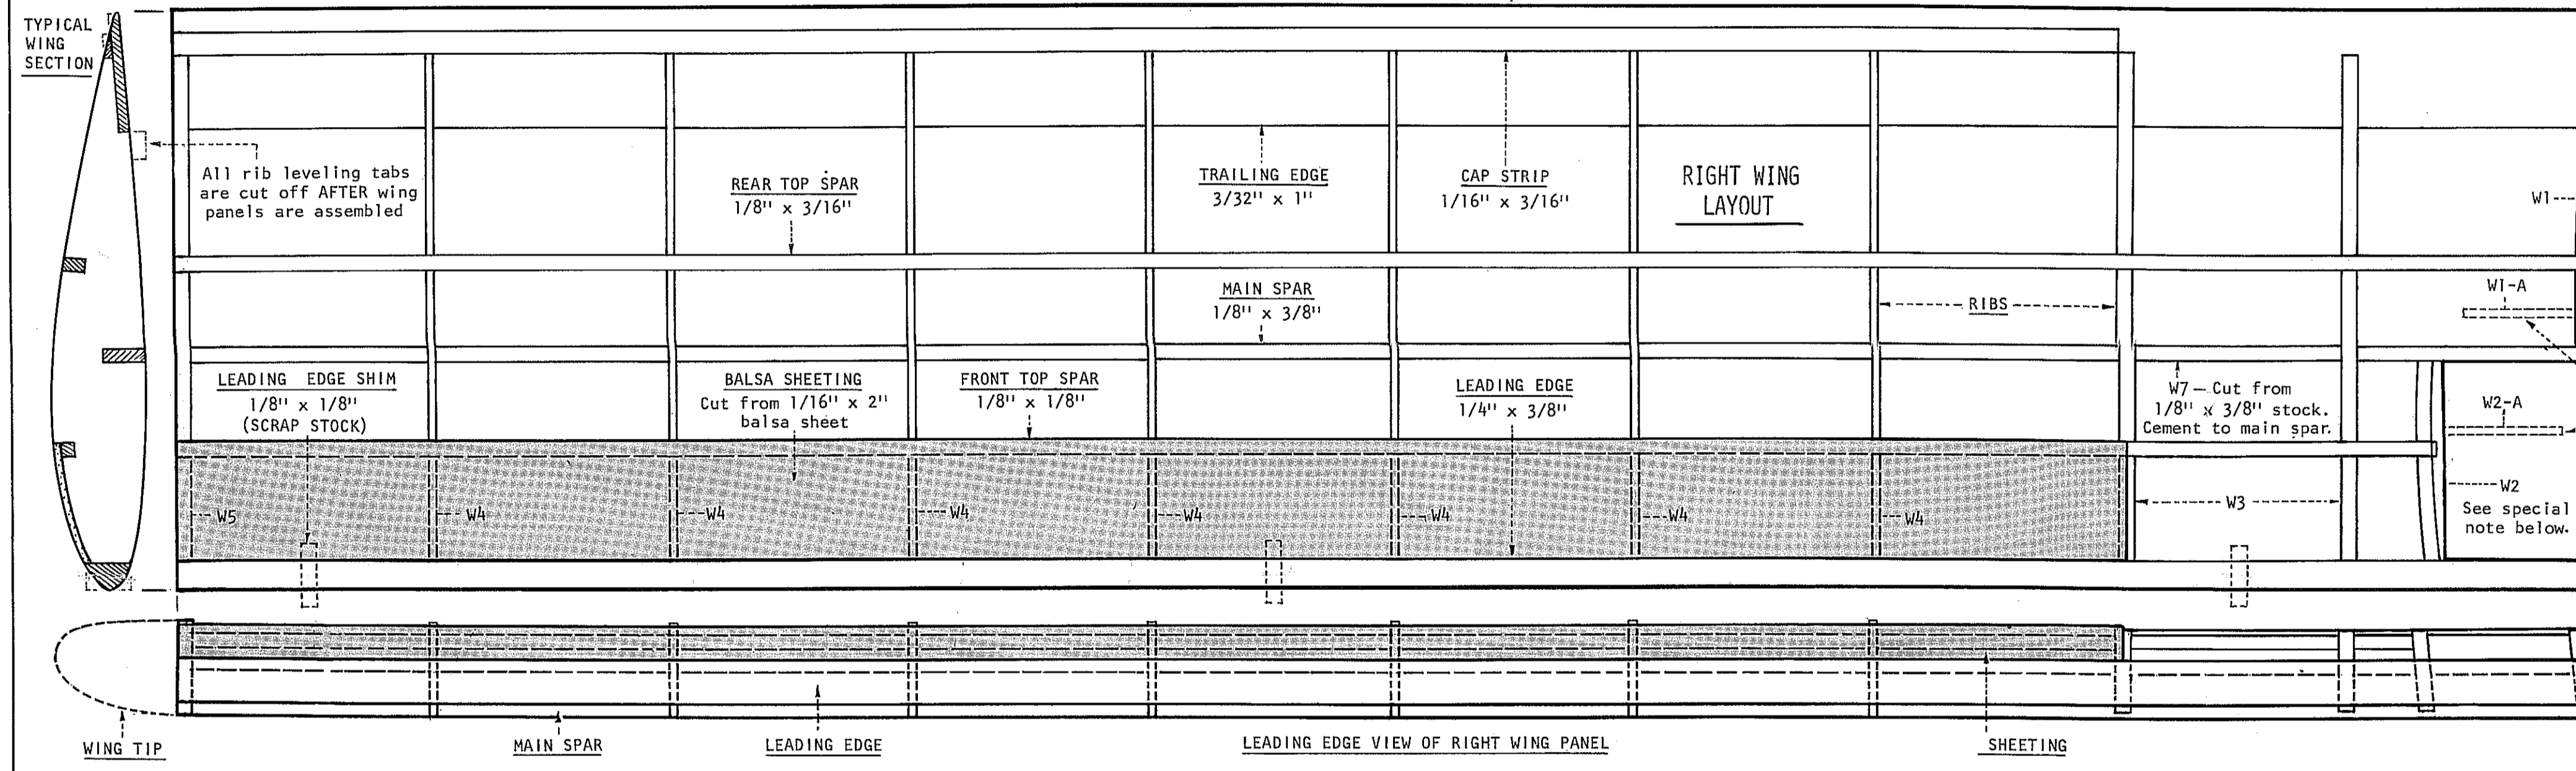 TYPICAL
WING
SECTION
All rib leveling tabs
are cut off AFTER wing
panels are assembled
REAR TOP SPAR
1/8" x 3/16"
TRAILING EDGE
3/32" x 1"
CAP STRIP
1/16" x 3/16"
RIGHT WING
LAYOUT
W1
MAIN SPAR
1/8" x 3/8"
RIBS
W1-A
LEADING EDGE SHIM
1/8" x 1/8"
(SCRAP STOCK)
BALSA SHEETING
Cut from 1/16" x 2"
balsa sheet
FRONT TOP SPAR
1/8" x 1/8"
LEADING EDGE
1/4" x 3/8"
W7 — Cut from
1/8" x 3/8" stock.
Cement to main spar.
W2-A
W5
W4
W4
W4
W4
W4
W4
W4
W3
W2
See special
note below.
WING TIP
MAIN SPAR
LEADING EDGE
LEADING EDGE VIEW OF RIGHT WING PANEL
SHEETING